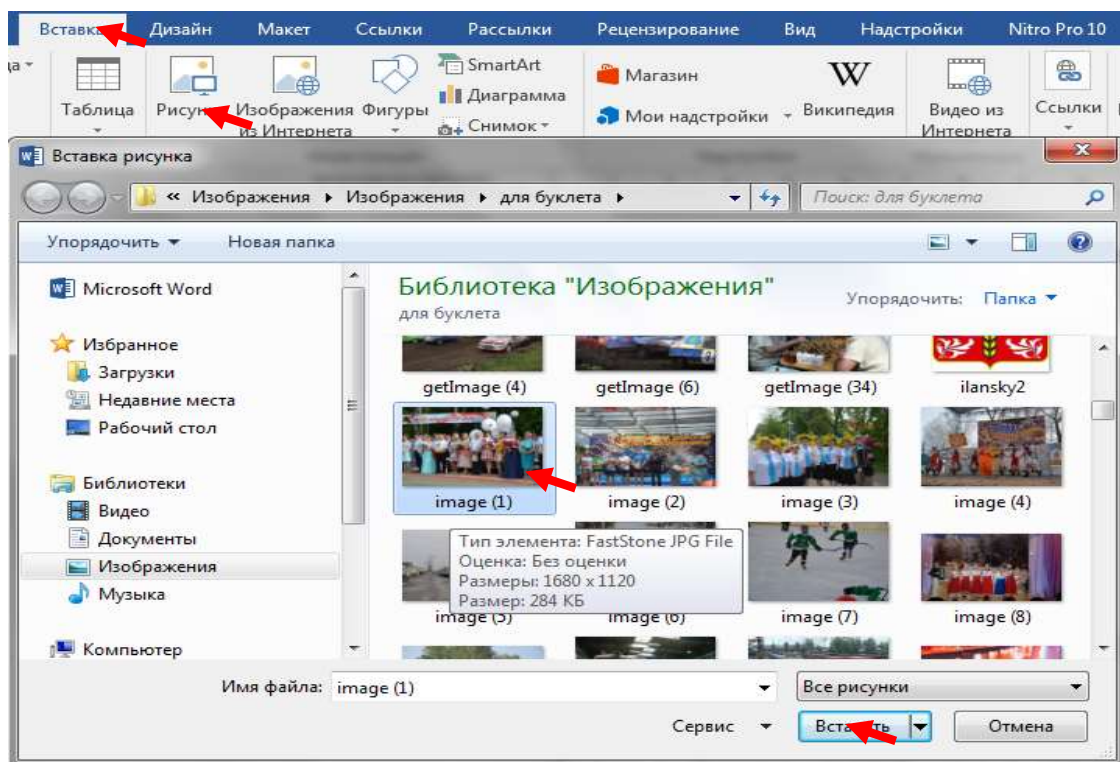 Вставка Дизайн Макет Ссылки Рассылки Рецензирование Вид Надстройки Nitro Pro 10
SmartArt Магазин
Таблица Изображения из Интернета Фигуры Диаграмма Мои надстройки Википедия Видео из Интернета Ссылки
Снимок
Вставка рисунка
« Изображения Изображения для буклета Поиск: для буклета
Упорядочить Новая папка
Microsoft Word
Избранное
Загрузки
Недавние места
Рабочий стол
Библиотеки
Видео
Документы
Изображения
Музыка
Компьютер
Библиотека "Изображения"
для буклета
Упорядочить: Папка
getImage (4) getImage (6) getImage (34) ilansky2
image (1) image (2) image (3) image (4)
Тип элемента: FastStone JPG File
Оценка: Без оценки
Размеры: 1680 x 1120
Размер: 284 КБ
image (5) image (6) image (7) image (8)
Имя файла: image (1) Все рисунки
Сервис Вставить Отмена